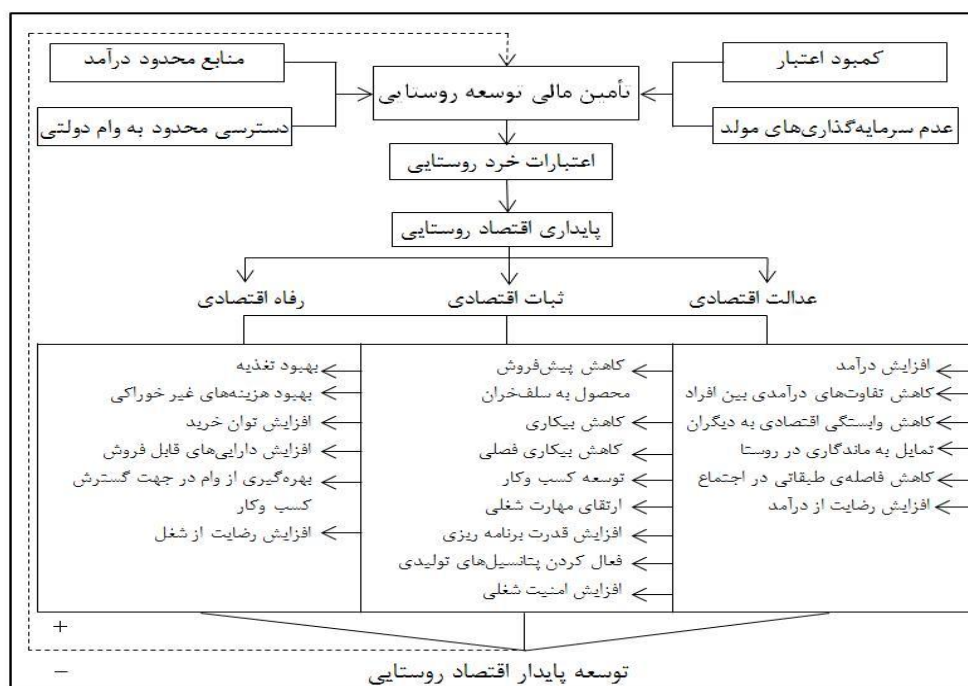 کمبود اعتبار
منابع محدود درآمد
تأمین مالی توسعه روستایی
عدم سرمایه‌گذاری‌های مولد
دسترسی محدود به وام دولتی
اعتبارات خرد روستایی
پایداری اقتصاد روستایی
عدالت اقتصادی
ثبات اقتصادی
رفاه اقتصادی
افزایش درآمد
کاهش تفاوت‌های درآمدی بین افراد
کاهش وابستگی اقتصادی به دیگران
تمایل به ماندگاری در روستا
کاهش فاصله‌ی طبقاتی در اجتماع
افزایش رضایت از درآمد
کاهش پیش‌فروش
محصول به سلف‌خران
کاهش بیکاری
کاهش بیکاری فصلی
توسعه کسب وکار
ارتقای مهارت شغلی
افزایش قدرت برنامه ریزی
فعال کردن پتانسیل‌های تولیدی
افزایش امنیت شغلی
بهبود تغذیه
بهبود هزینه‌های غیر خوراکی
افزایش توان خرید
افزایش دارایی‌های قابل فروش
بهره‌گیری از وام در جهت گسترش
کسب وکار
افزایش رضایت از شغل
+
توسعه پایدار اقتصاد روستایی
−